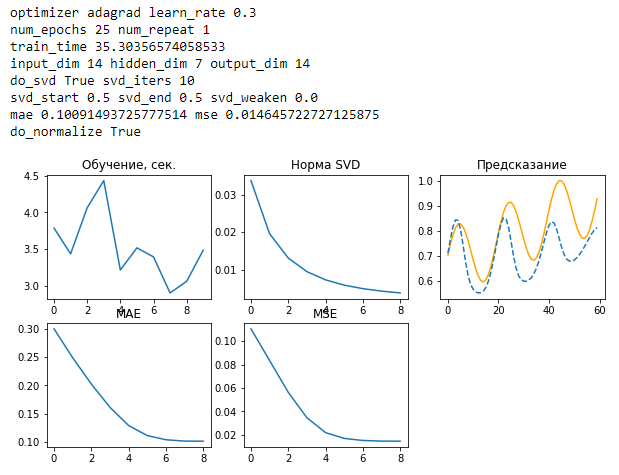 optimizer adagrad learn_rate 0.3
num_epochs 25 num_repeat 1
train_time 35.30356574058533
input_dim 14 hidden_dim 7 output_dim 14
do_svd True svd_iters 10
svd_start 0.5 svd_end 0.5 svd_weaken 0.0
mae 0.10091493725777514 mse 0.014645722727125875
do_normalize True
Обучение, сек.
4.5
4.0
3.5
3.0
0 2 4 6 8
Норма SVD
0.03
0.02
0.01
0 2 4 6 8
Предсказание
1.0
0.9
0.8
0.7
0.6
0 20 40 60
MAE
0.30
0.25
0.20
0.15
0.10
0 2 4 6 8
MSE
0.10
0.08
0.06
0.04
0.02
0 2 4 6 8